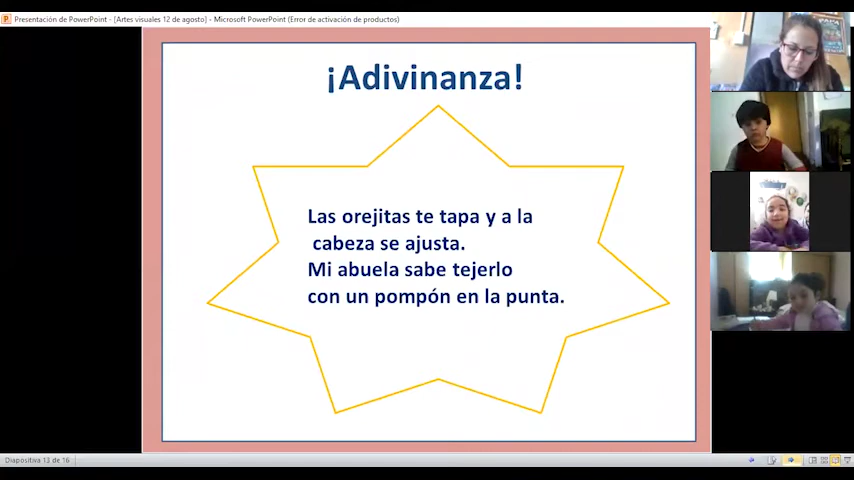 Presentación de PowerPoint - [Artes visuales 12 de agosto] - Microsoft PowerPoint (Error de activación de productos)
¡Adivinanza!
Las orejitas te tapa y a la
cabeza se ajusta.
Mi abuela sabe tejerlo
con un pompón en la punta.
Diapositiva 13 de 16